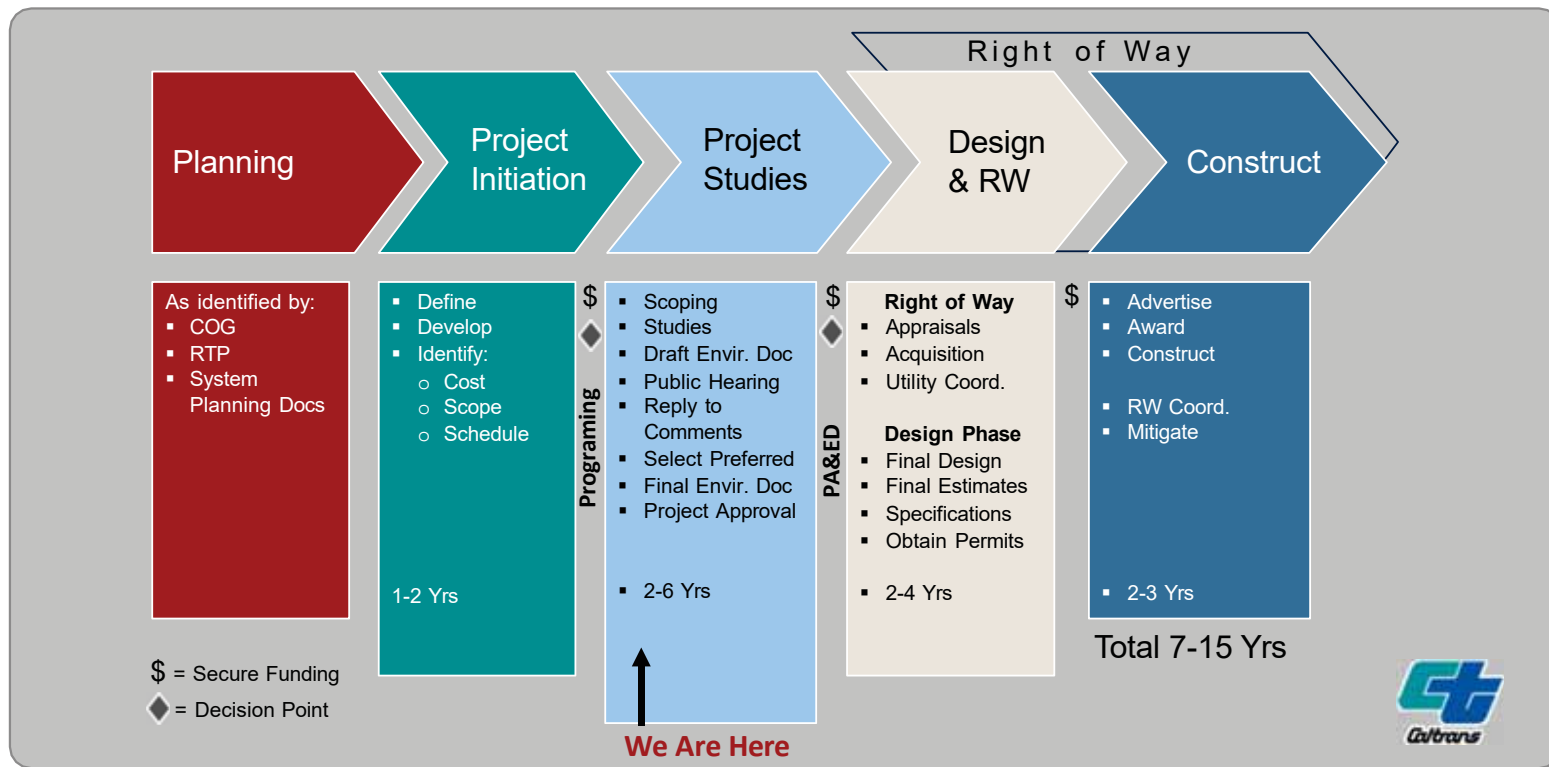 Right of Way
Planning
Project
Initiation
Project
Studies
Design
& RW
Construct
As identified by:
▪ COG
▪ RTP
▪ System
Planning Docs
▪ Define
▪ Develop
▪ Identify:
o Cost
o Scope
o Schedule
1-2 Yrs
$
Programing
▪ Scoping
▪ Studies
▪ Draft Envir. Doc
▪ Public Hearing
▪ Reply to
Comments
▪ Select Preferred
▪ Final Envir. Doc
▪ Project Approval
▪ 2-6 Yrs
$
PA&ED
Right of Way
▪ Appraisals
▪ Acquisition
▪ Utility Coord.
Design Phase
▪ Final Design
▪ Final Estimates
▪ Specifications
▪ Obtain Permits
▪ 2-4 Yrs
$
▪ Advertise
▪ Award
▪ Construct
▪ RW Coord.
▪ Mitigate
▪ 2-3 Yrs
Total 7-15 Yrs
$ = Secure Funding
= Decision Point
We Are Here
ct
Caltrans